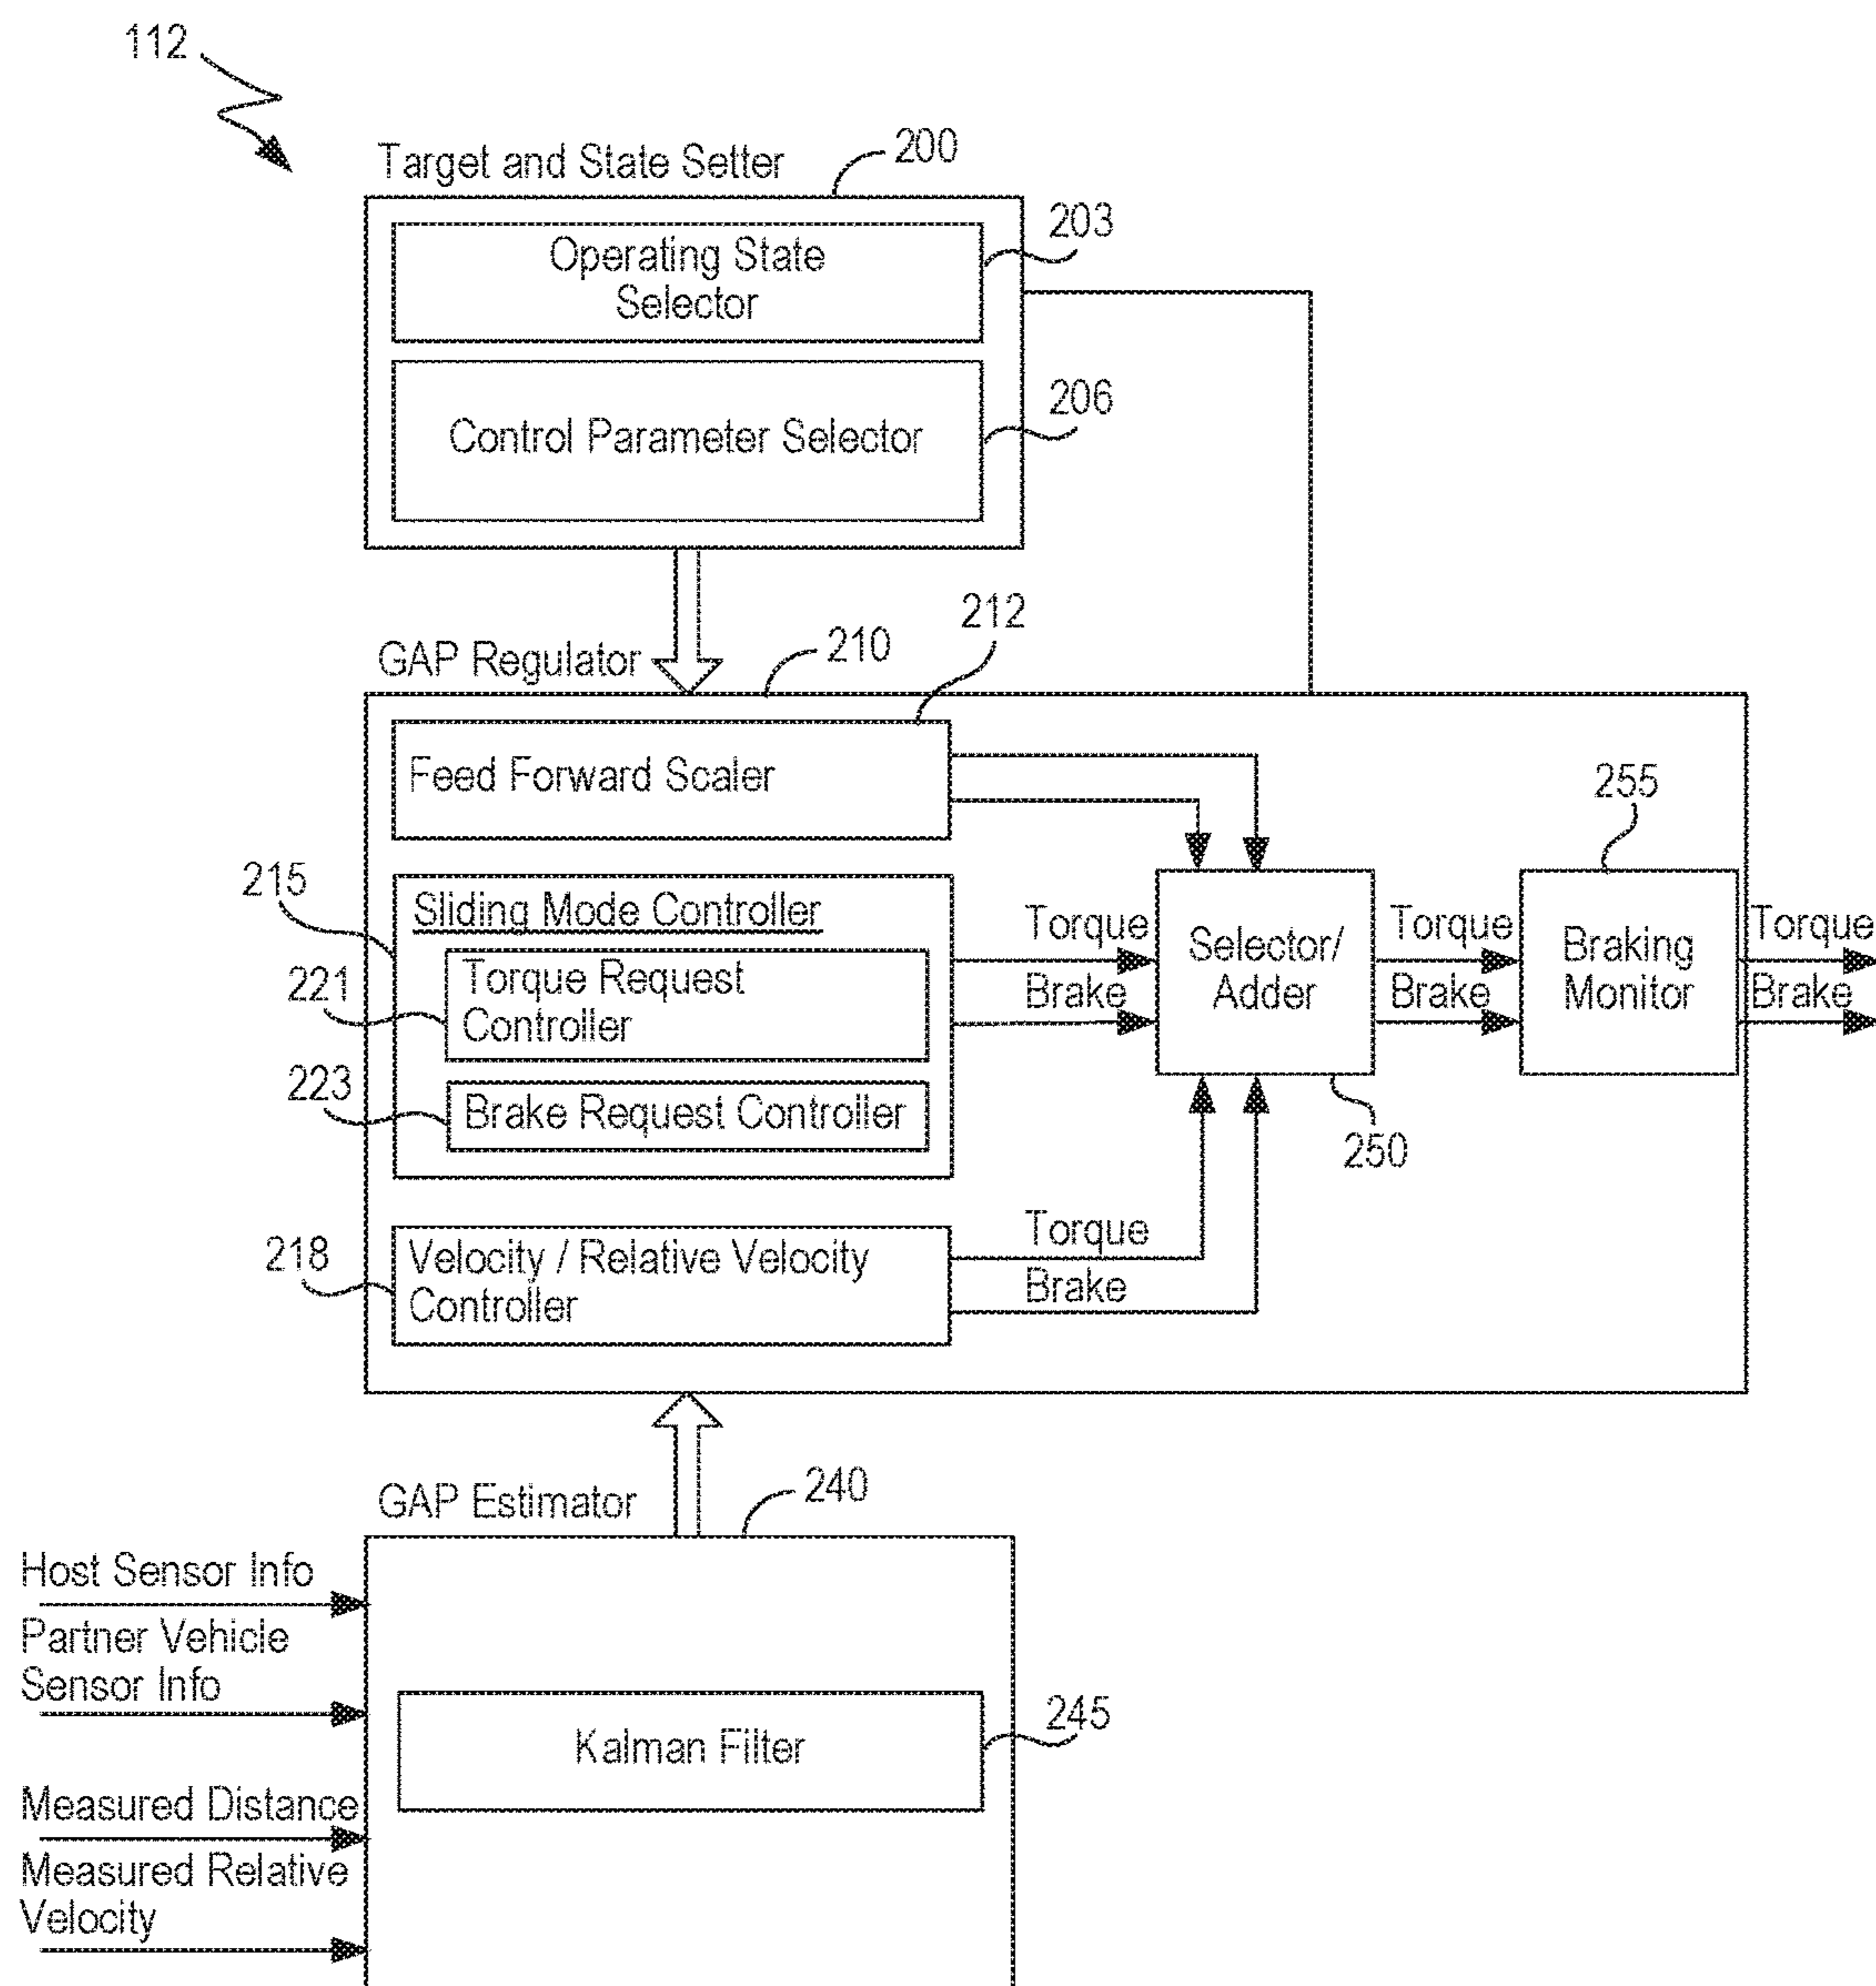 112
Target and State Setter
200
Operating State
Selector
203
Control Parameter Selector
206
GAP Regulator
210
212
Feed Forward Scaler
255
215
Sliding Mode Controller
221
Torque Request
Controller
223
Brake Request Controller
Torque
Brake
Selector/
Adder
250
Torque
Brake
Braking
Monitor
Torque
Brake
218
Velocity / Relative Velocity
Controller
Torque
Brake
GAP Estimator
240
Host Sensor Info
Partner Vehicle
Sensor Info
Kalman Filter
245
Measured Distance
Measured Relative
Velocity